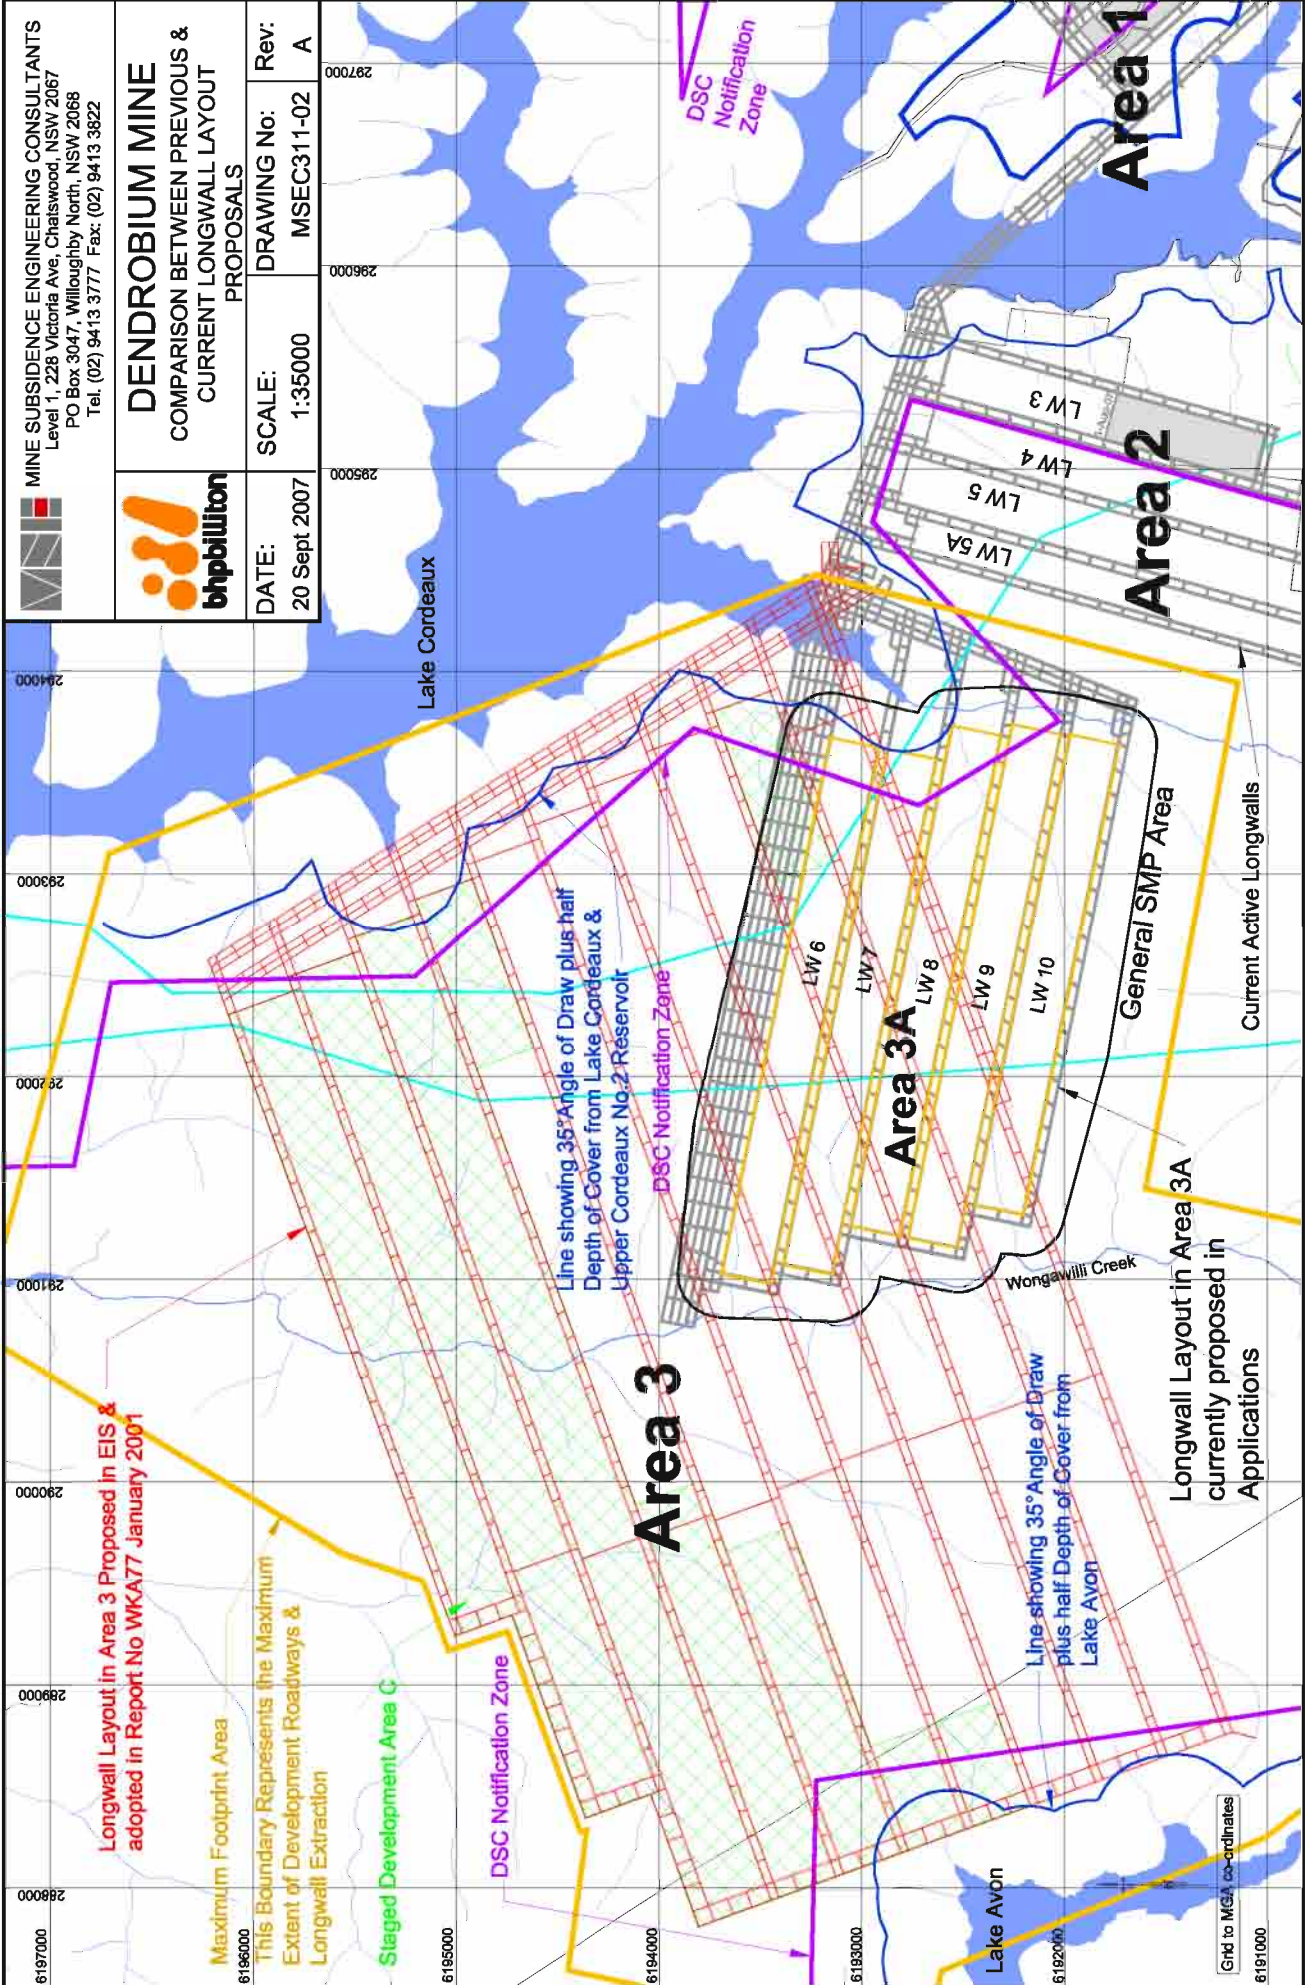 MINE SUBSIDENCE ENGINEERING CONSULTANTS
Level 1, 228 Victoria Ave, Chatswood, NSW 2067
PO Box 3047, Willoughby North, NSW 2068
Tel. (02) 9413 3777 Fax: (02) 9413 3822
bhpbilliton
DENDROBIUM MINE
COMPARISON BETWEEN PREVIOUS &
CURRENT LONGWALL LAYOUT
PROPOSALS
DATE:
20 Sept 2007
SCALE:
1:35000
DRAWING No:
MSEC311-02
Rev:
A
6197000
6196000
6195000
6194000
6193000
6192000
6191000
288000
289000
290000
291000
292000
293000
294000
295000
296000
297000
Longwall Layout in Area 3 Proposed in EIS &
adopted in Report No WKA77 January 2001
Maximum Footprint Area
This Boundary Represents the Maximum
Extent of Development Roadways &
Longwall Extraction
Staged Development Area C
DSC Notification Zone
Lake Cordeaux
DSC
Notification
Zone
Line showing 35°Angle of Draw plus half
Depth of Cover from Lake Cordeaux &
Upper Cordeaux No.2 Reservoir
DSC Notification Zone
Area 3
Area 3A
LW 6
LW 7
LW 8
LW 9
LW 10
General SMP Area
Wongawilli Creek
Area 2
LW 3
LW 4
LW 5
LW 5A
Area 1
Current Active Longwalls
Longwall Layout in Area 3A
currently proposed in
Applications
Line showing 35°Angle of Draw
plus half Depth of Cover from
Lake Avon
Lake Avon
Grid to MGA co-ordinates